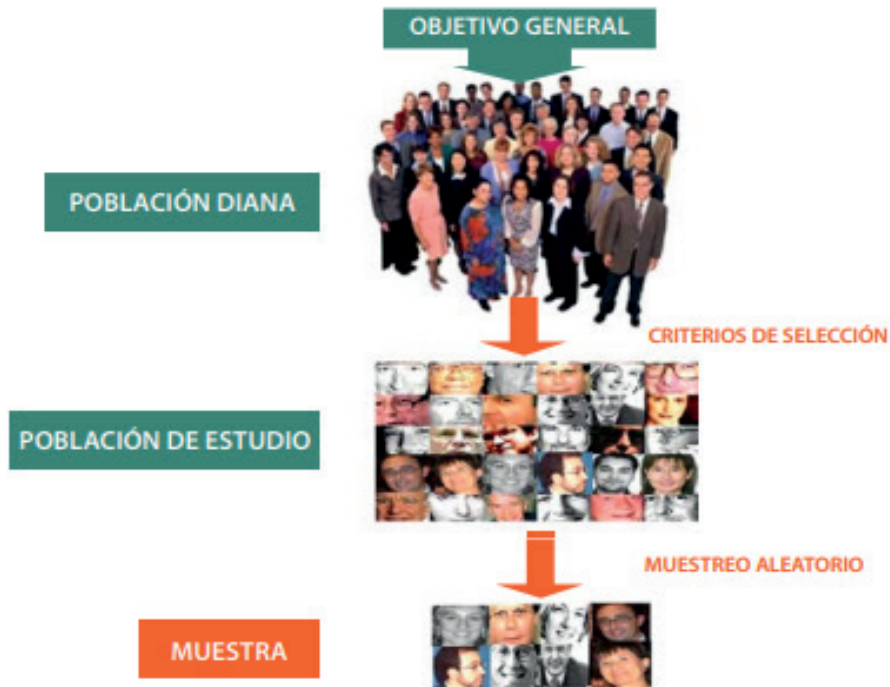 OBJETIVO GENERAL
POBLACIÓN DIANA
CRITERIOS DE SELECCIÓN
POBLACIÓN DE ESTUDIO
MUESTREO ALEATORIO
MUESTRA